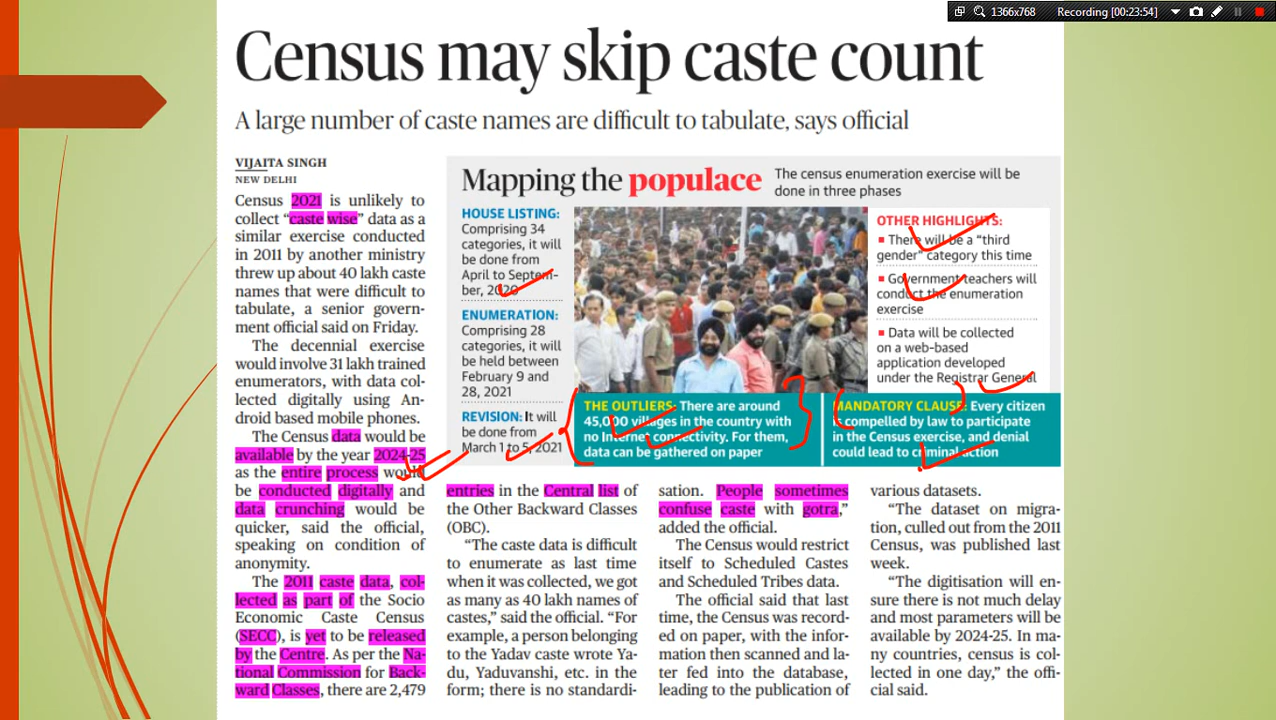 1366x768 Recording [00:23:54]
Census may skip caste count
A large number of caste names are difficult to tabulate, says official
VIJAITA SINGH
NEW DELHI
Census 2021 is unlikely to
collect “caste wise” data as a
similar exercise conducted
in 2011 by another ministry
threw up about 40 lakh caste
names that were difficult to
tabulate, a senior govern-
ment official said on Friday.
The decennial exercise
would involve 31 lakh trained
enumerators, with data col-
lected digitally using An-
droid based mobile phones.
The Census data would be
available by the year 2024-25
as the entire process would
be conducted digitally and
data crunching would be
quicker, said the official,
speaking on condition of
anonymity.
The 2011 caste data, col-
lected as part of the Socio
Economic Caste Census
(SECC), is yet to be released
by the Centre. As per the Na-
tional Commission for Back-
ward Classes, there are 2,479
Mapping the populace
The census enumeration exercise will be
done in three phases
HOUSE LISTING:
Comprising 34
categories, it will
be done from
April to Septem-
ber, 2020
ENUMERATION:
Comprising 28
categories, it will
be held between
February 9 and
28, 2021
REVISION: It will
be done from
March 1 to 5, 2021
OTHER HIGHLIGHTS:
■ There will be a “third
gender” category this time
■ Government teachers will
conduct the enumeration
exercise
■ Data will be collected
on a web-based
application developed
under the Registrar General
THE OUTLIERS: There are around
45,000 villages in the country with
no Internet connectivity. For them,
data can be gathered on paper
MANDATORY CLAUSE: Every citizen
is compelled by law to participate
in the Census exercise, and denial
could lead to criminal action
entries in the Central list of
the Other Backward Classes
(OBC).
“The caste data is difficult
to enumerate as last time
when it was collected, we got
as many as 40 lakh names of
castes,” said the official. “For
example, a person belonging
to the Yadav caste wrote Ya-
du, Yaduvanshi, etc. in the
form; there is no standardi-
sation. People sometimes
confuse caste with gotra,”
added the official.
The Census would restrict
itself to Scheduled Castes
and Scheduled Tribes data.
The official said that last
time, the Census was record-
ed on paper, with the infor-
mation then scanned and la-
ter fed into the database,
leading to the publication of
various datasets.
“The dataset on migra-
tion, culled out from the 2011
Census, was published last
week.
“The digitisation will en-
sure there is not much delay
and most parameters will be
available by 2024-25. In ma-
ny countries, census is col-
lected in one day,” the offi-
cial said.